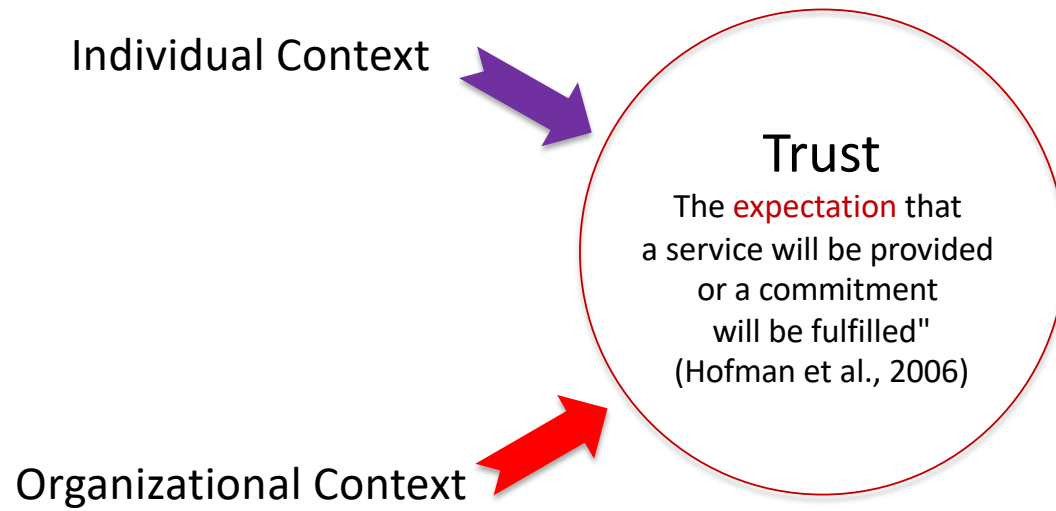 Individual Context
Trust
The expectation that
a service will be provided
or a commitment
will be fulfilled"
(Hofman et al., 2006)
Organizational Context